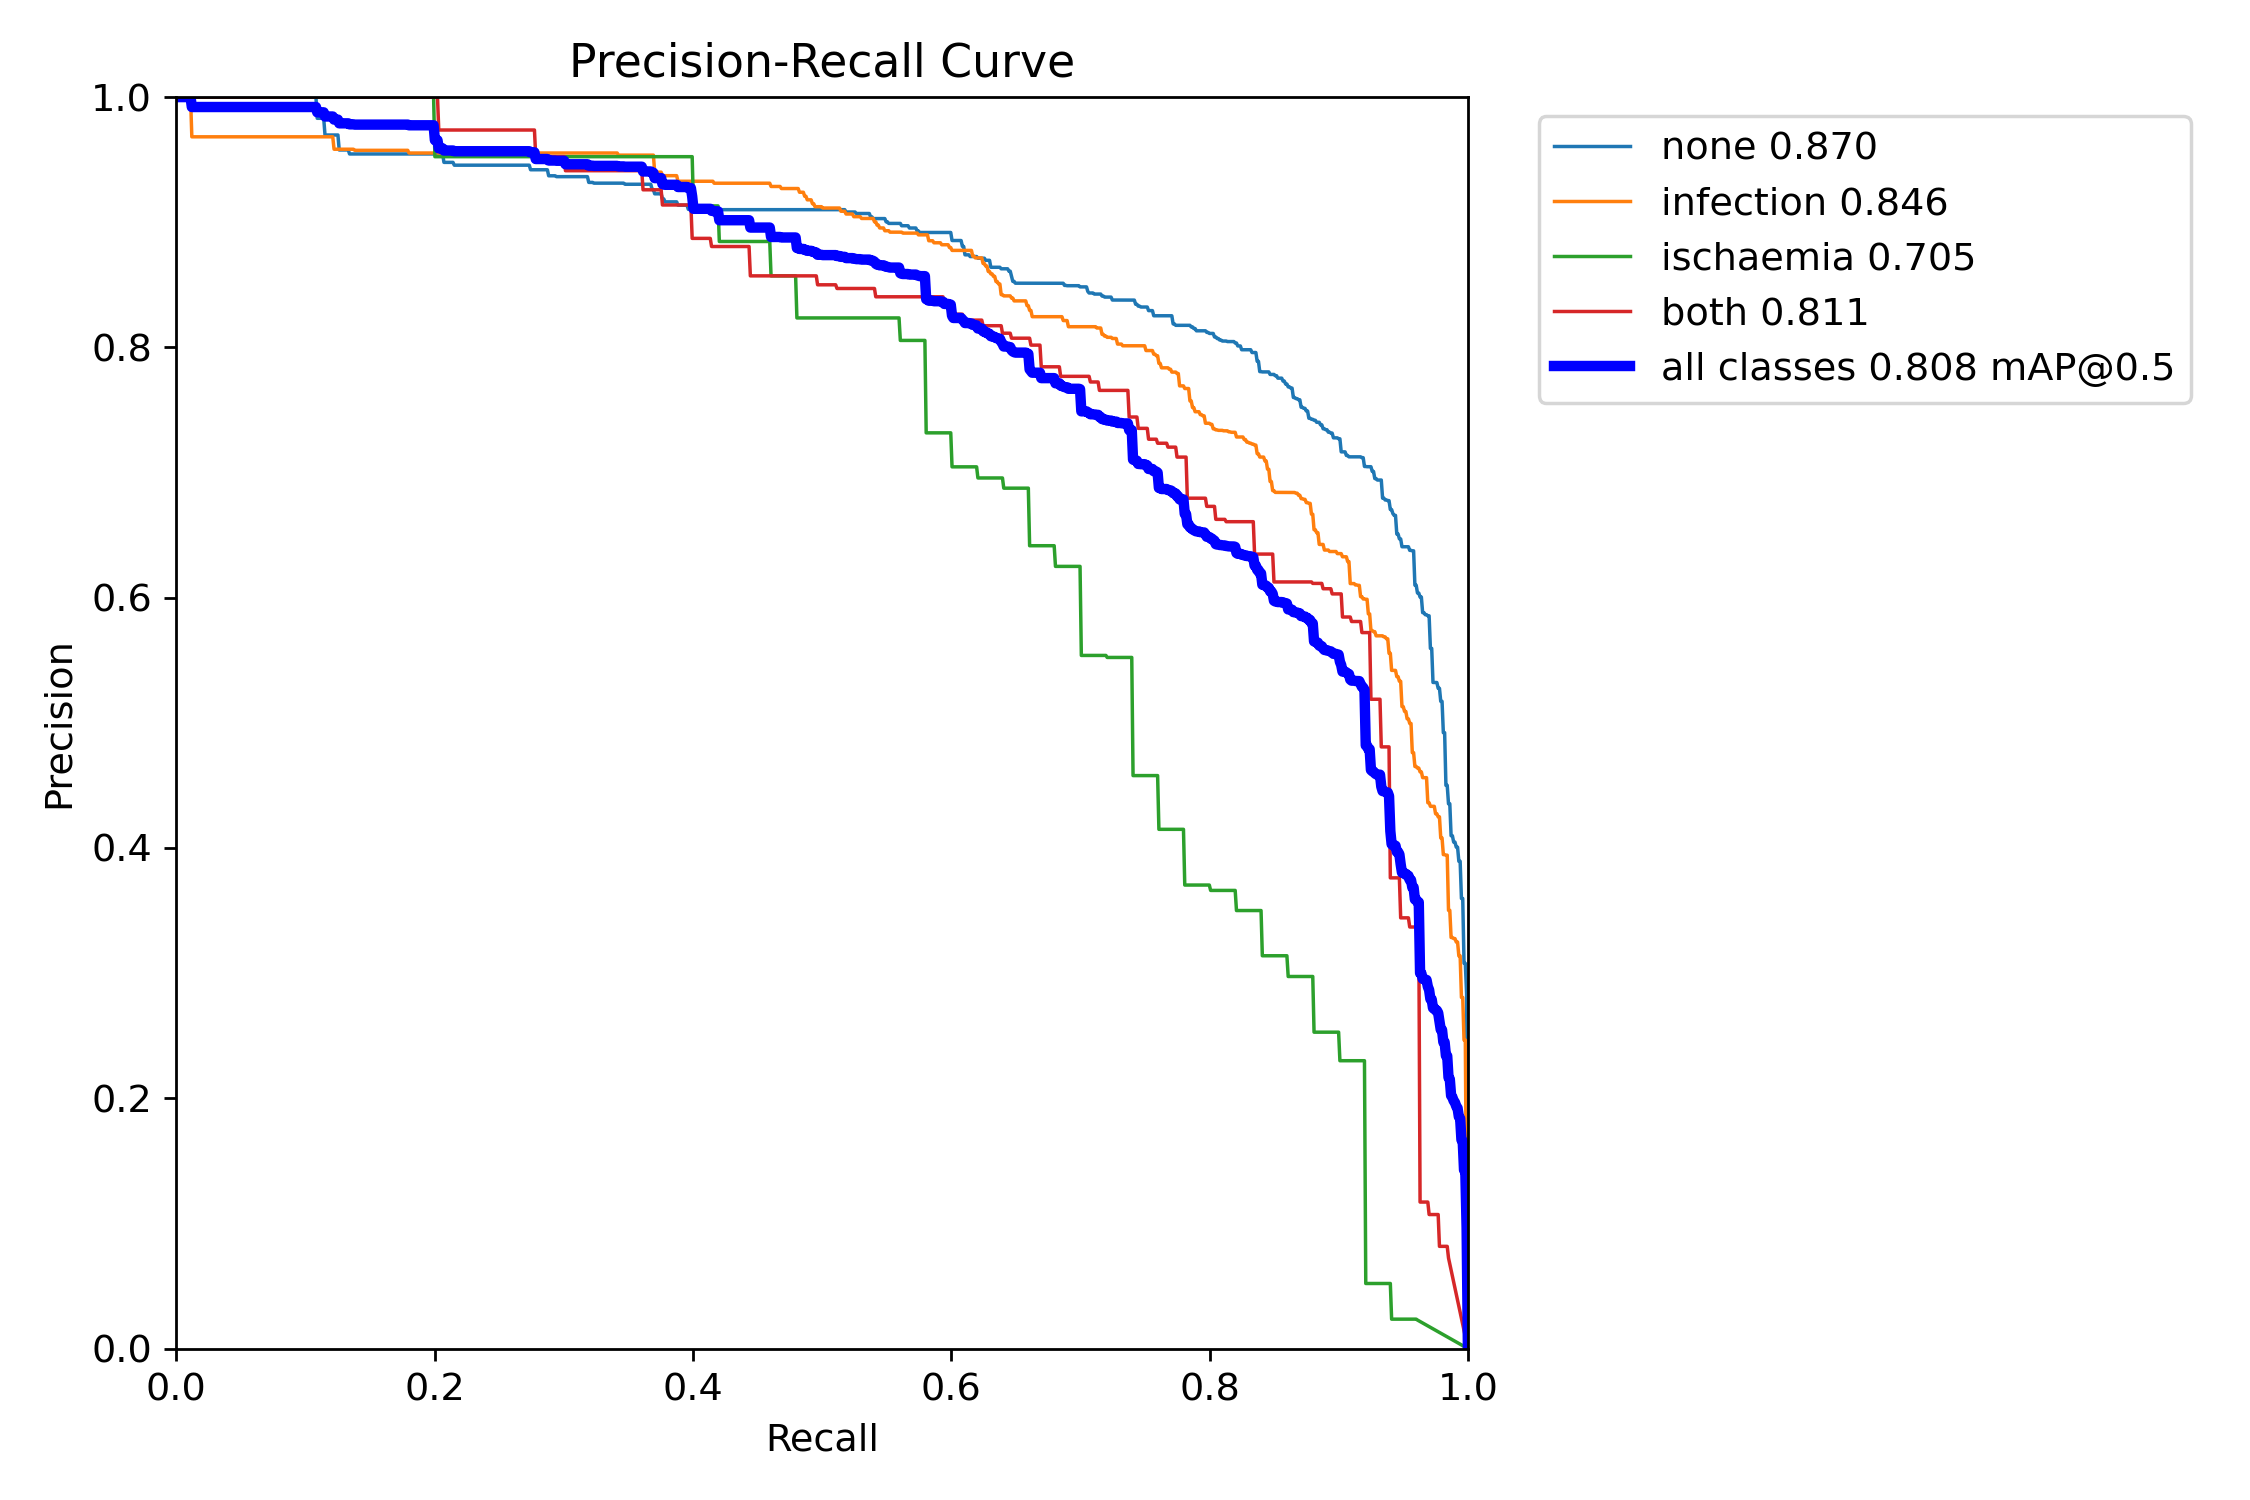 Precision-Recall Curve
1.0
0.8
0.6
0.4
0.2
0.0
Precision
0.0 0.2 0.4 0.6 0.8 1.0
Recall
none 0.870
infection 0.846
ischaemia 0.705
both 0.811
all classes 0.808 mAP@0.5